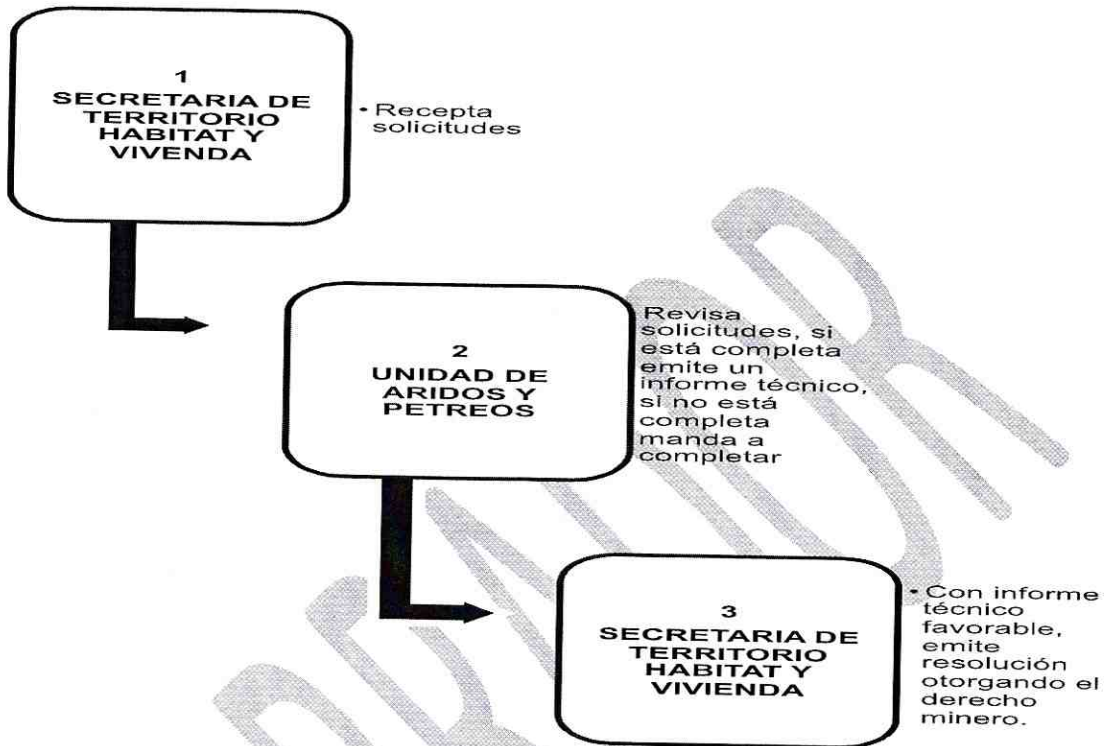 1
SECRETARIA DE
TERRITORIO
HABITAT Y
VIVENDA
• Recepta
solicitudes
2
UNIDAD DE
ARIDOS Y
PETREOS
Revisa
solicitudes, si
está completa
emite un
informe técnico,
si no está
completa
manda a
completar
3
SECRETARIA DE
TERRITORIO
HABITAT Y
VIVIENDA
• Con informe
técnico
favorable,
emite
resolución
otorgando el
derecho
minero.